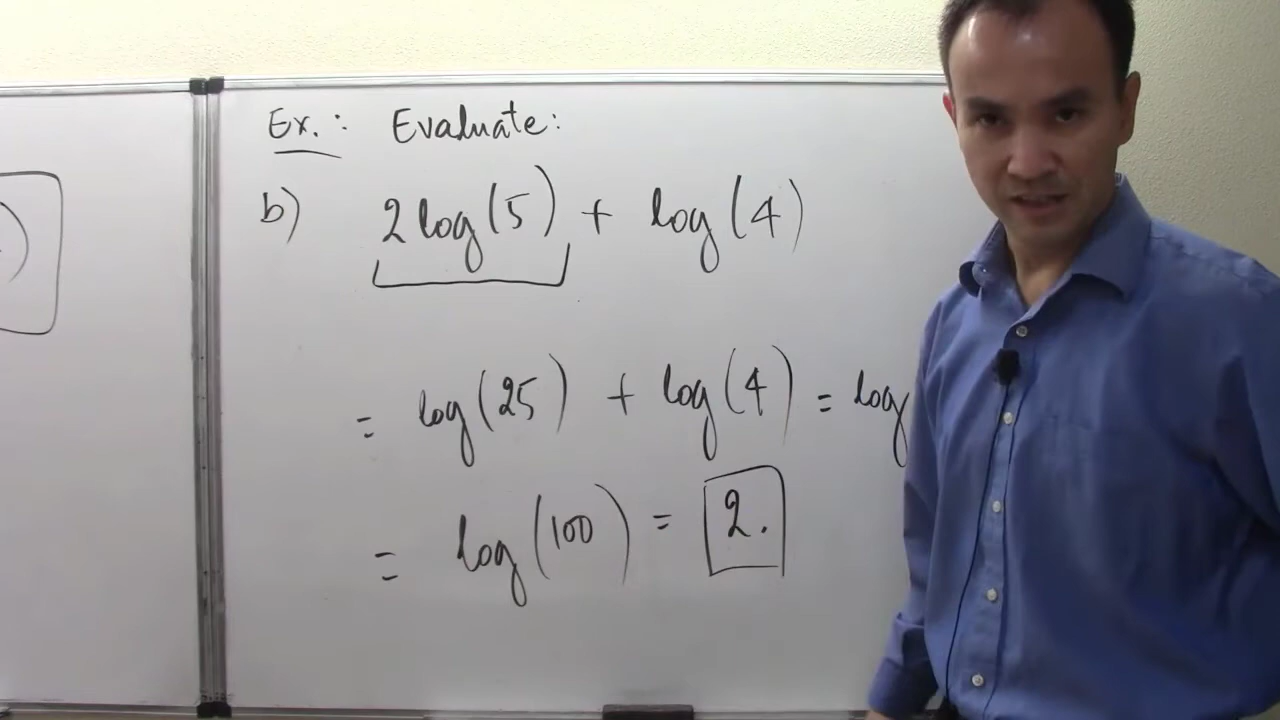 Ex.: Evaluate:
b) 2 log(5) + log(4)
= log(25) + log(4) = log
= log(100) = 2.